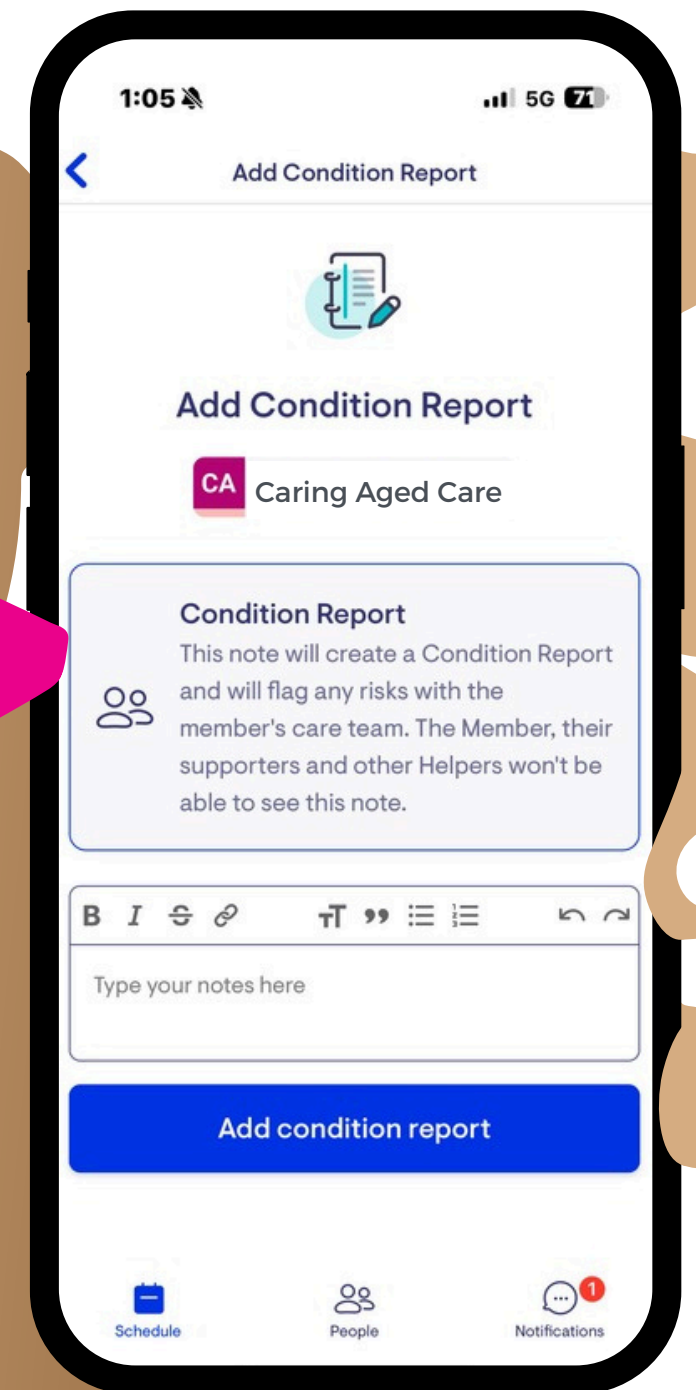 1:05
5G 71
Add Condition Report
Add Condition Report
CA Caring Aged Care
Condition Report
This note will create a Condition Report
and will flag any risks with the
member's care team. The Member, their
supporters and other Helpers won't be
able to see this note.
B I S TT
Type your notes here
Add condition report
1
Schedule People Notifications